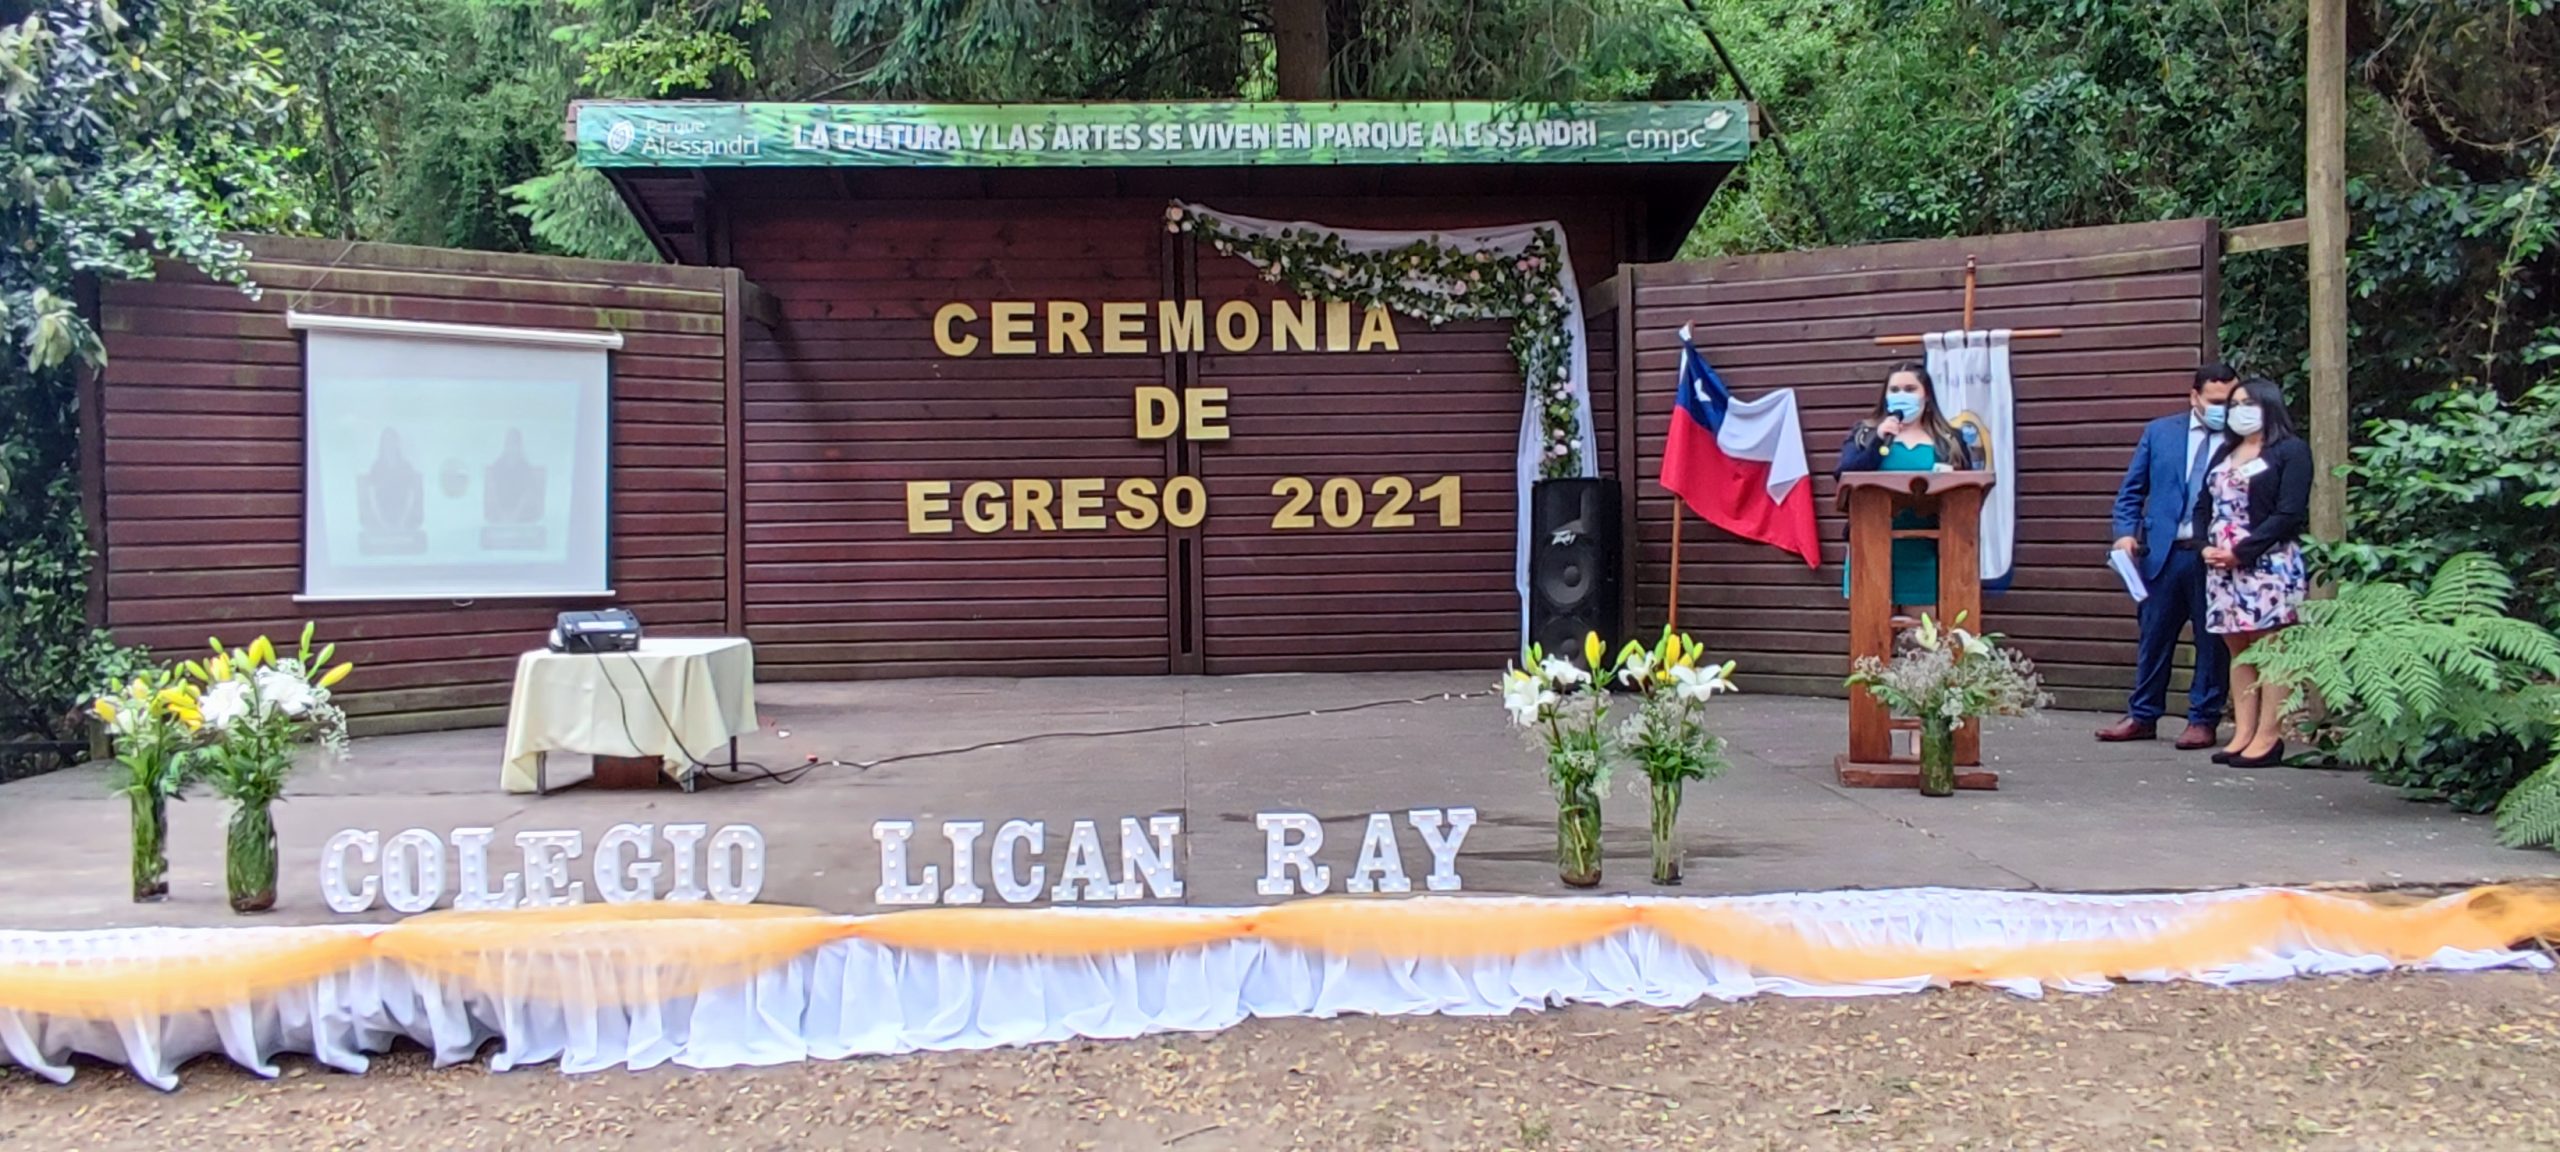 Parque
Alessandri
LA CULTURA Y LAS ARTES SE VIVEN EN PARQUE ALESSANDRI
cmpc
CEREMONIA
DE
EGRESO 2021
COLEGIO LICAN RAY